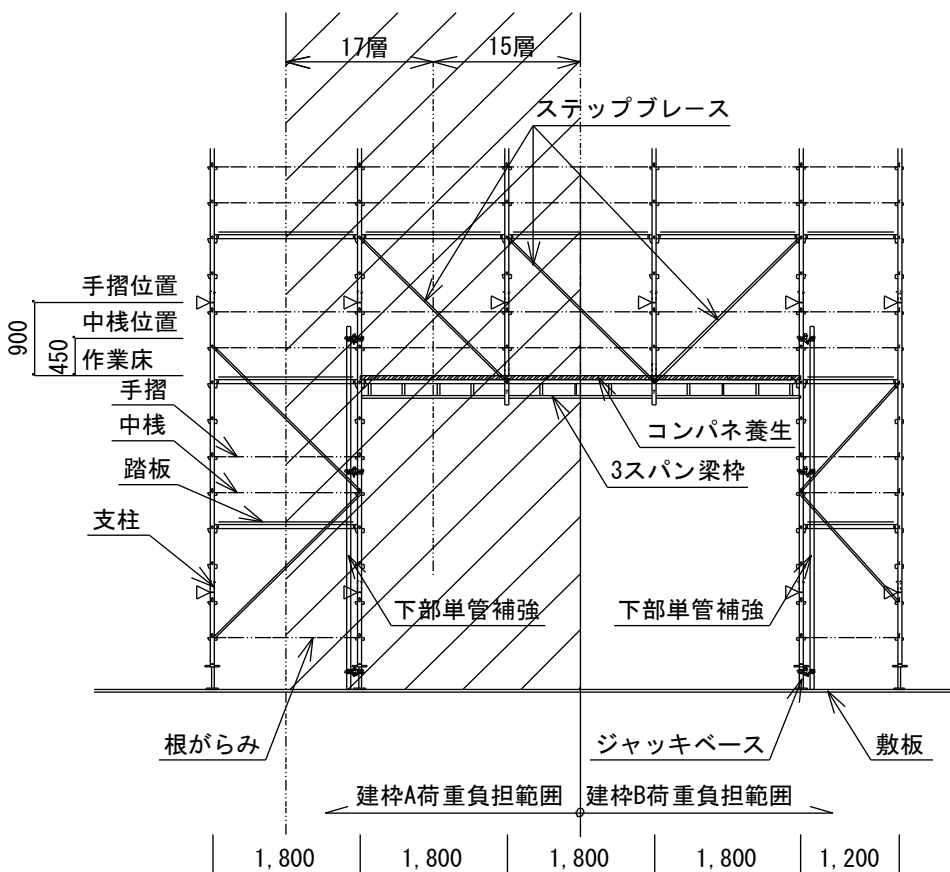 17層
15層
ステップブレース
手摺位置
中桟位置
作業床
900
450
手摺
中桟
踏板
支柱
コンパネ養生
3スパン梁枠
下部単管補強
下部単管補強
根がらみ
ジャッキベース
敷板
建枠A荷重負担範囲
建枠B荷重負担範囲
1,800
1,800
1,800
1,800
1,200